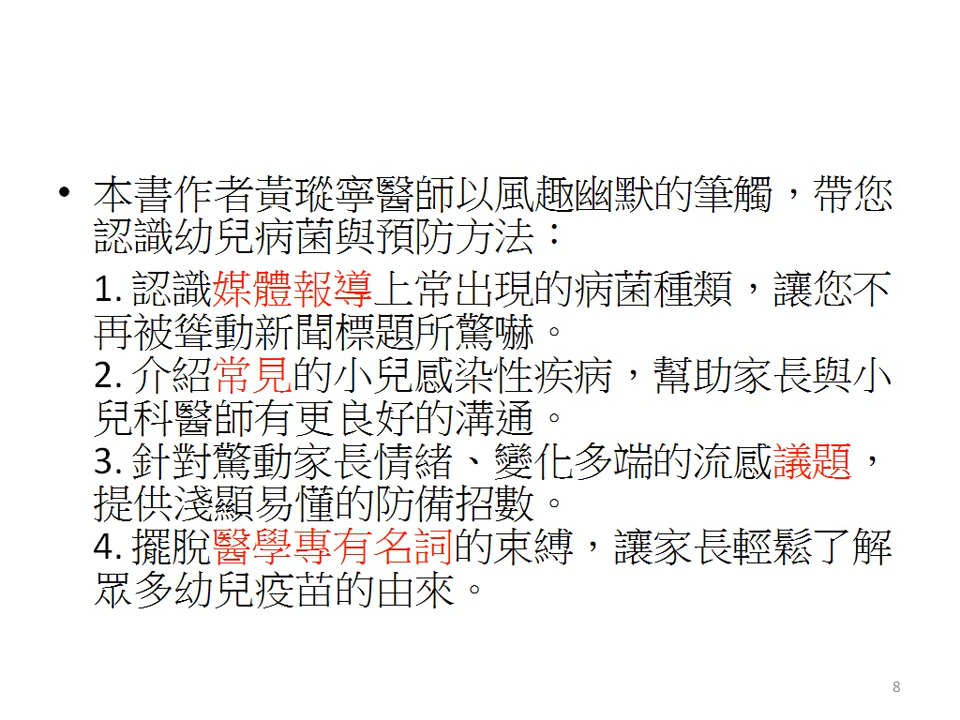 • 本書作者黃瑽寧醫師以風趣幽默的筆觸，帶您
認識幼兒病菌與預防方法：
1. 認識媒體報導上常出現的病菌種類，讓您不
再被聳動新聞標題所驚嚇。
2. 介紹常見的小兒感染性疾病，幫助家長與小
兒科醫師有更良好的溝通。
3. 針對驚動家長情緒、變化多端的流感議題，
提供淺顯易懂的防備招數。
4. 擺脫醫學專有名詞的束縛，讓家長輕鬆了解
眾多幼兒疫苗的由來。
8